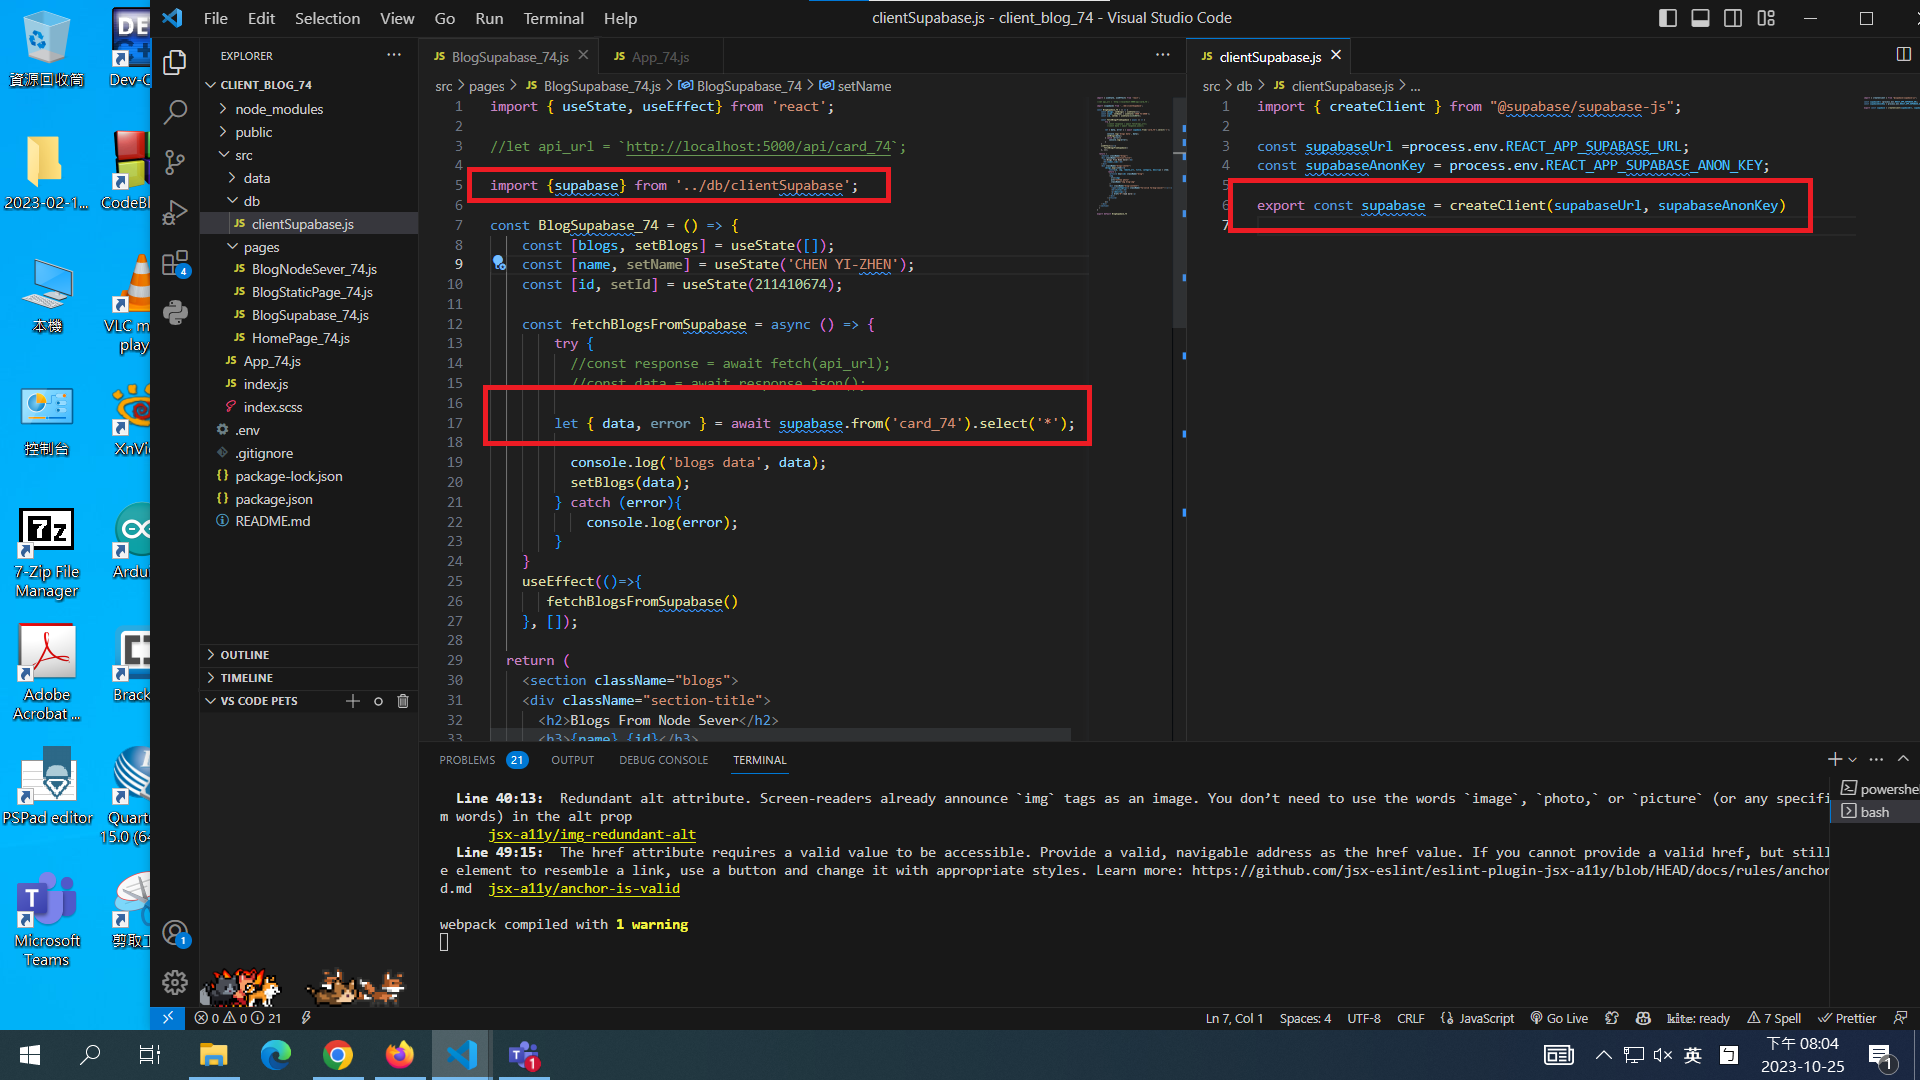 File Edit Selection View Go Run Terminal Help
clientSupabase.js - client_blog_74 - Visual Studio Code
資源回收筒
2023-02-1...
本機
控制台
7-Zip File Manager
Adobe Acrobat ...
PSPad editor
Microsoft Teams
Dev-C
CodeBl
VLC m
play
XnVi
Ardu
Brack
Quart
15.0 (64
剪取工
EXPLORER
CLIENT_BLOG_74
node_modules
public
src
data
db
clientSupabase.js
pages
BlogNodeSever_74.js
BlogStaticPage_74.js
BlogSupabase_74.js
HomePage_74.js
App_74.js
index.js
index.scss
.env
.gitignore
package-lock.json
package.json
README.md
OUTLINE
TIMELINE
VS CODE PETS
BlogSupabase_74.js
App_74.js
src > pages > BlogSupabase_74.js > BlogSupabase_74 > setName
1 import { useState, useEffect} from 'react';
2
3 //let api_url = `http://localhost:5000/api/card_74`;
4
5 import {supabase} from '../db/clientSupabase';
6
7 const BlogSupabase_74 = () => {
8 const [blogs, setBlogs] = useState([]);
9 const [name, setName] = useState('CHEN YI-ZHEN');
10 const [id, setId] = useState(211410674);
11
12 const fetchBlogsFromSupabase = async () => {
13 try {
14 //const response = await fetch(api_url);
15 //const data = await response.json();
16
17 let { data, error } = await supabase.from('card_74').select('*');
18
19 console.log('blogs data', data);
20 setBlogs(data);
21 } catch (error){
22 console.log(error);
23 }
24 }
25 useEffect(()=>{
26 fetchBlogsFromSupabase()
27 }, []);
28
29 return (
30 <section className="blogs">
31 <div className="section-title">
32 <h2>Blogs From Node Sever</h2>
33 <h3>{name} {id}</h3>
clientSupabase.js
src > db > clientSupabase.js > ...
1 import { createClient } from "@supabase/supabase-js";
2
3 const supabaseUrl =process.env.REACT_APP_SUPABASE_URL;
4 const supabaseAnonKey = process.env.REACT_APP_SUPABASE_ANON_KEY;
5
6 export const supabase = createClient(supabaseUrl, supabaseAnonKey)
7
PROBLEMS 21 OUTPUT DEBUG CONSOLE TERMINAL
Line 40:13: Redundant alt attribute. Screen-readers already announce `img` tags as an image. You don’t need to use the words `image`, `photo,` or `picture` (or any specifi
m words) in the alt prop
jsx-a11y/img-redundant-alt
Line 49:15: The href attribute requires a valid value to be accessible. Provide a valid, navigable address as the href value. If you cannot provide a valid href, but still
e element to resemble a link, use a button and change it with appropriate styles. Learn more: https://github.com/jsx-eslint/eslint-plugin-jsx-a11y/blob/HEAD/docs/rules/anchor
d.md jsx-a11y/anchor-is-valid
webpack compiled with 1 warning
powershe
bash
0 0 21
Ln 7, Col 1 Spaces: 4 UTF-8 CRLF JavaScript Go Live kite: ready 7 Spell Prettier
英
下午 08:04
2023-10-25